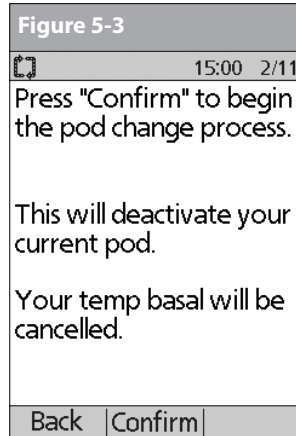 Figure 5-3
15:00 2/11
Press "Confirm" to begin
the pod change process.
This will deactivate your
current pod.
Your temp basal will be
cancelled.
Back Confirm